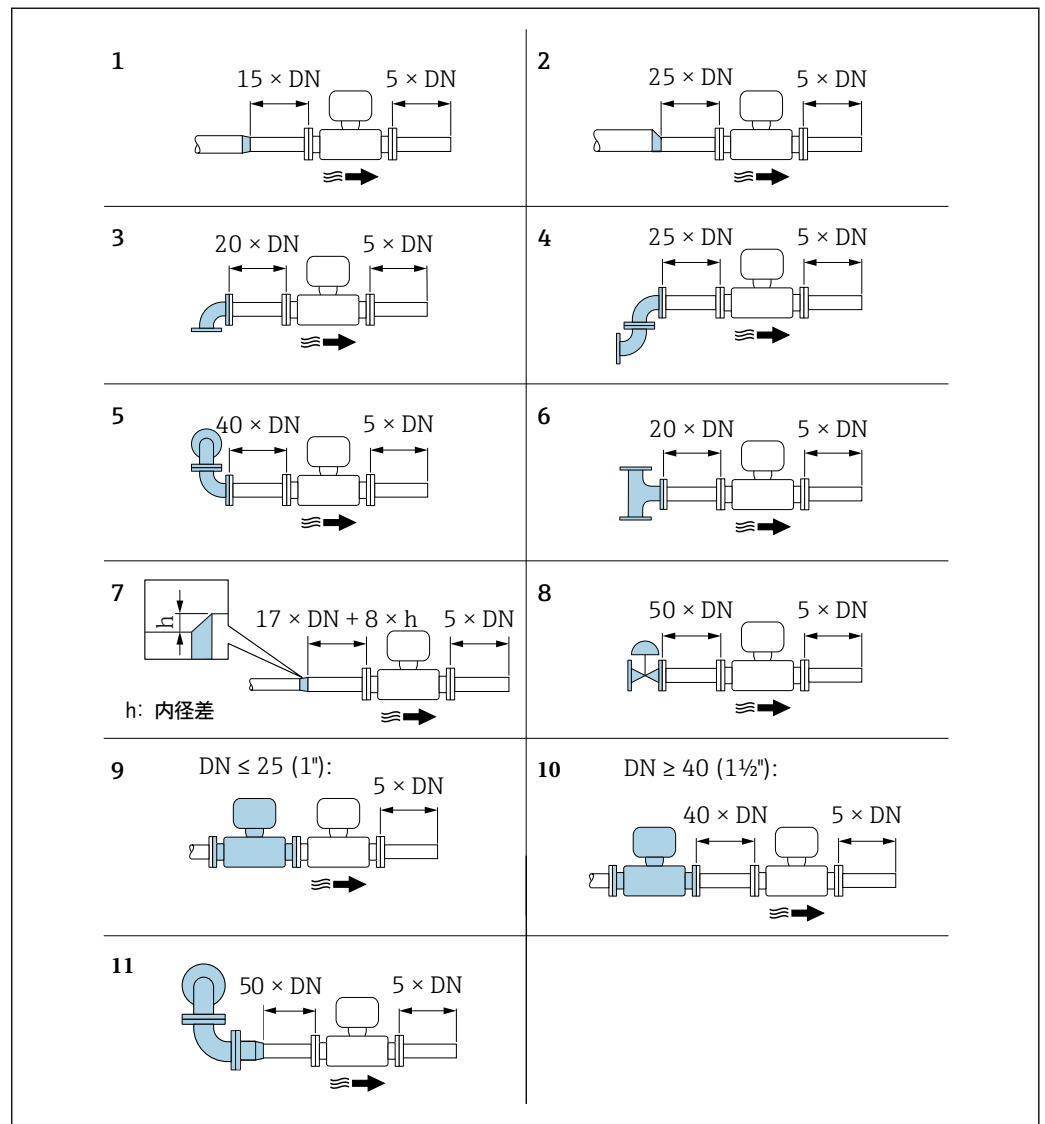 1
15 × DN 5 × DN
2
25 × DN 5 × DN
3
20 × DN 5 × DN
4
25 × DN 5 × DN
5
40 × DN 5 × DN
6
20 × DN 5 × DN
7
h
17 × DN + 8 × h 5 × DN
h: 内径差
8
50 × DN 5 × DN
9
DN ≤ 25 (1"):
5 × DN
10
DN ≥ 40 (1½"):
40 × DN 5 × DN
11
50 × DN 5 × DN